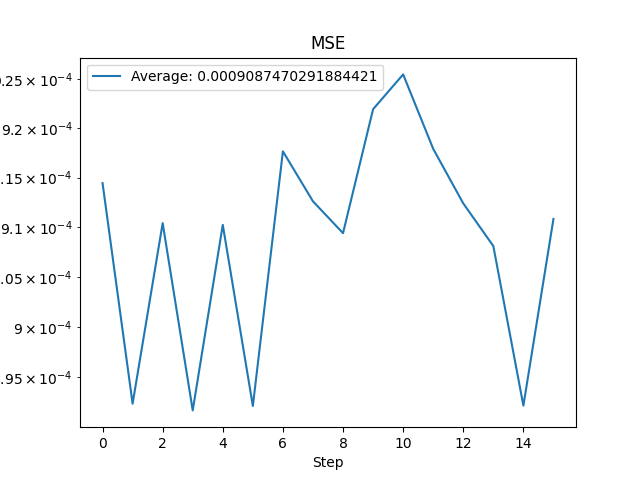 MSE
Average: 0.0009087470291884421
.25 × 10⁻⁴
9.2 × 10⁻⁴
.15 × 10⁻⁴
9.1 × 10⁻⁴
.05 × 10⁻⁴
9 × 10⁻⁴
.95 × 10⁻⁴
0 2 4 6 8 10 12 14
Step